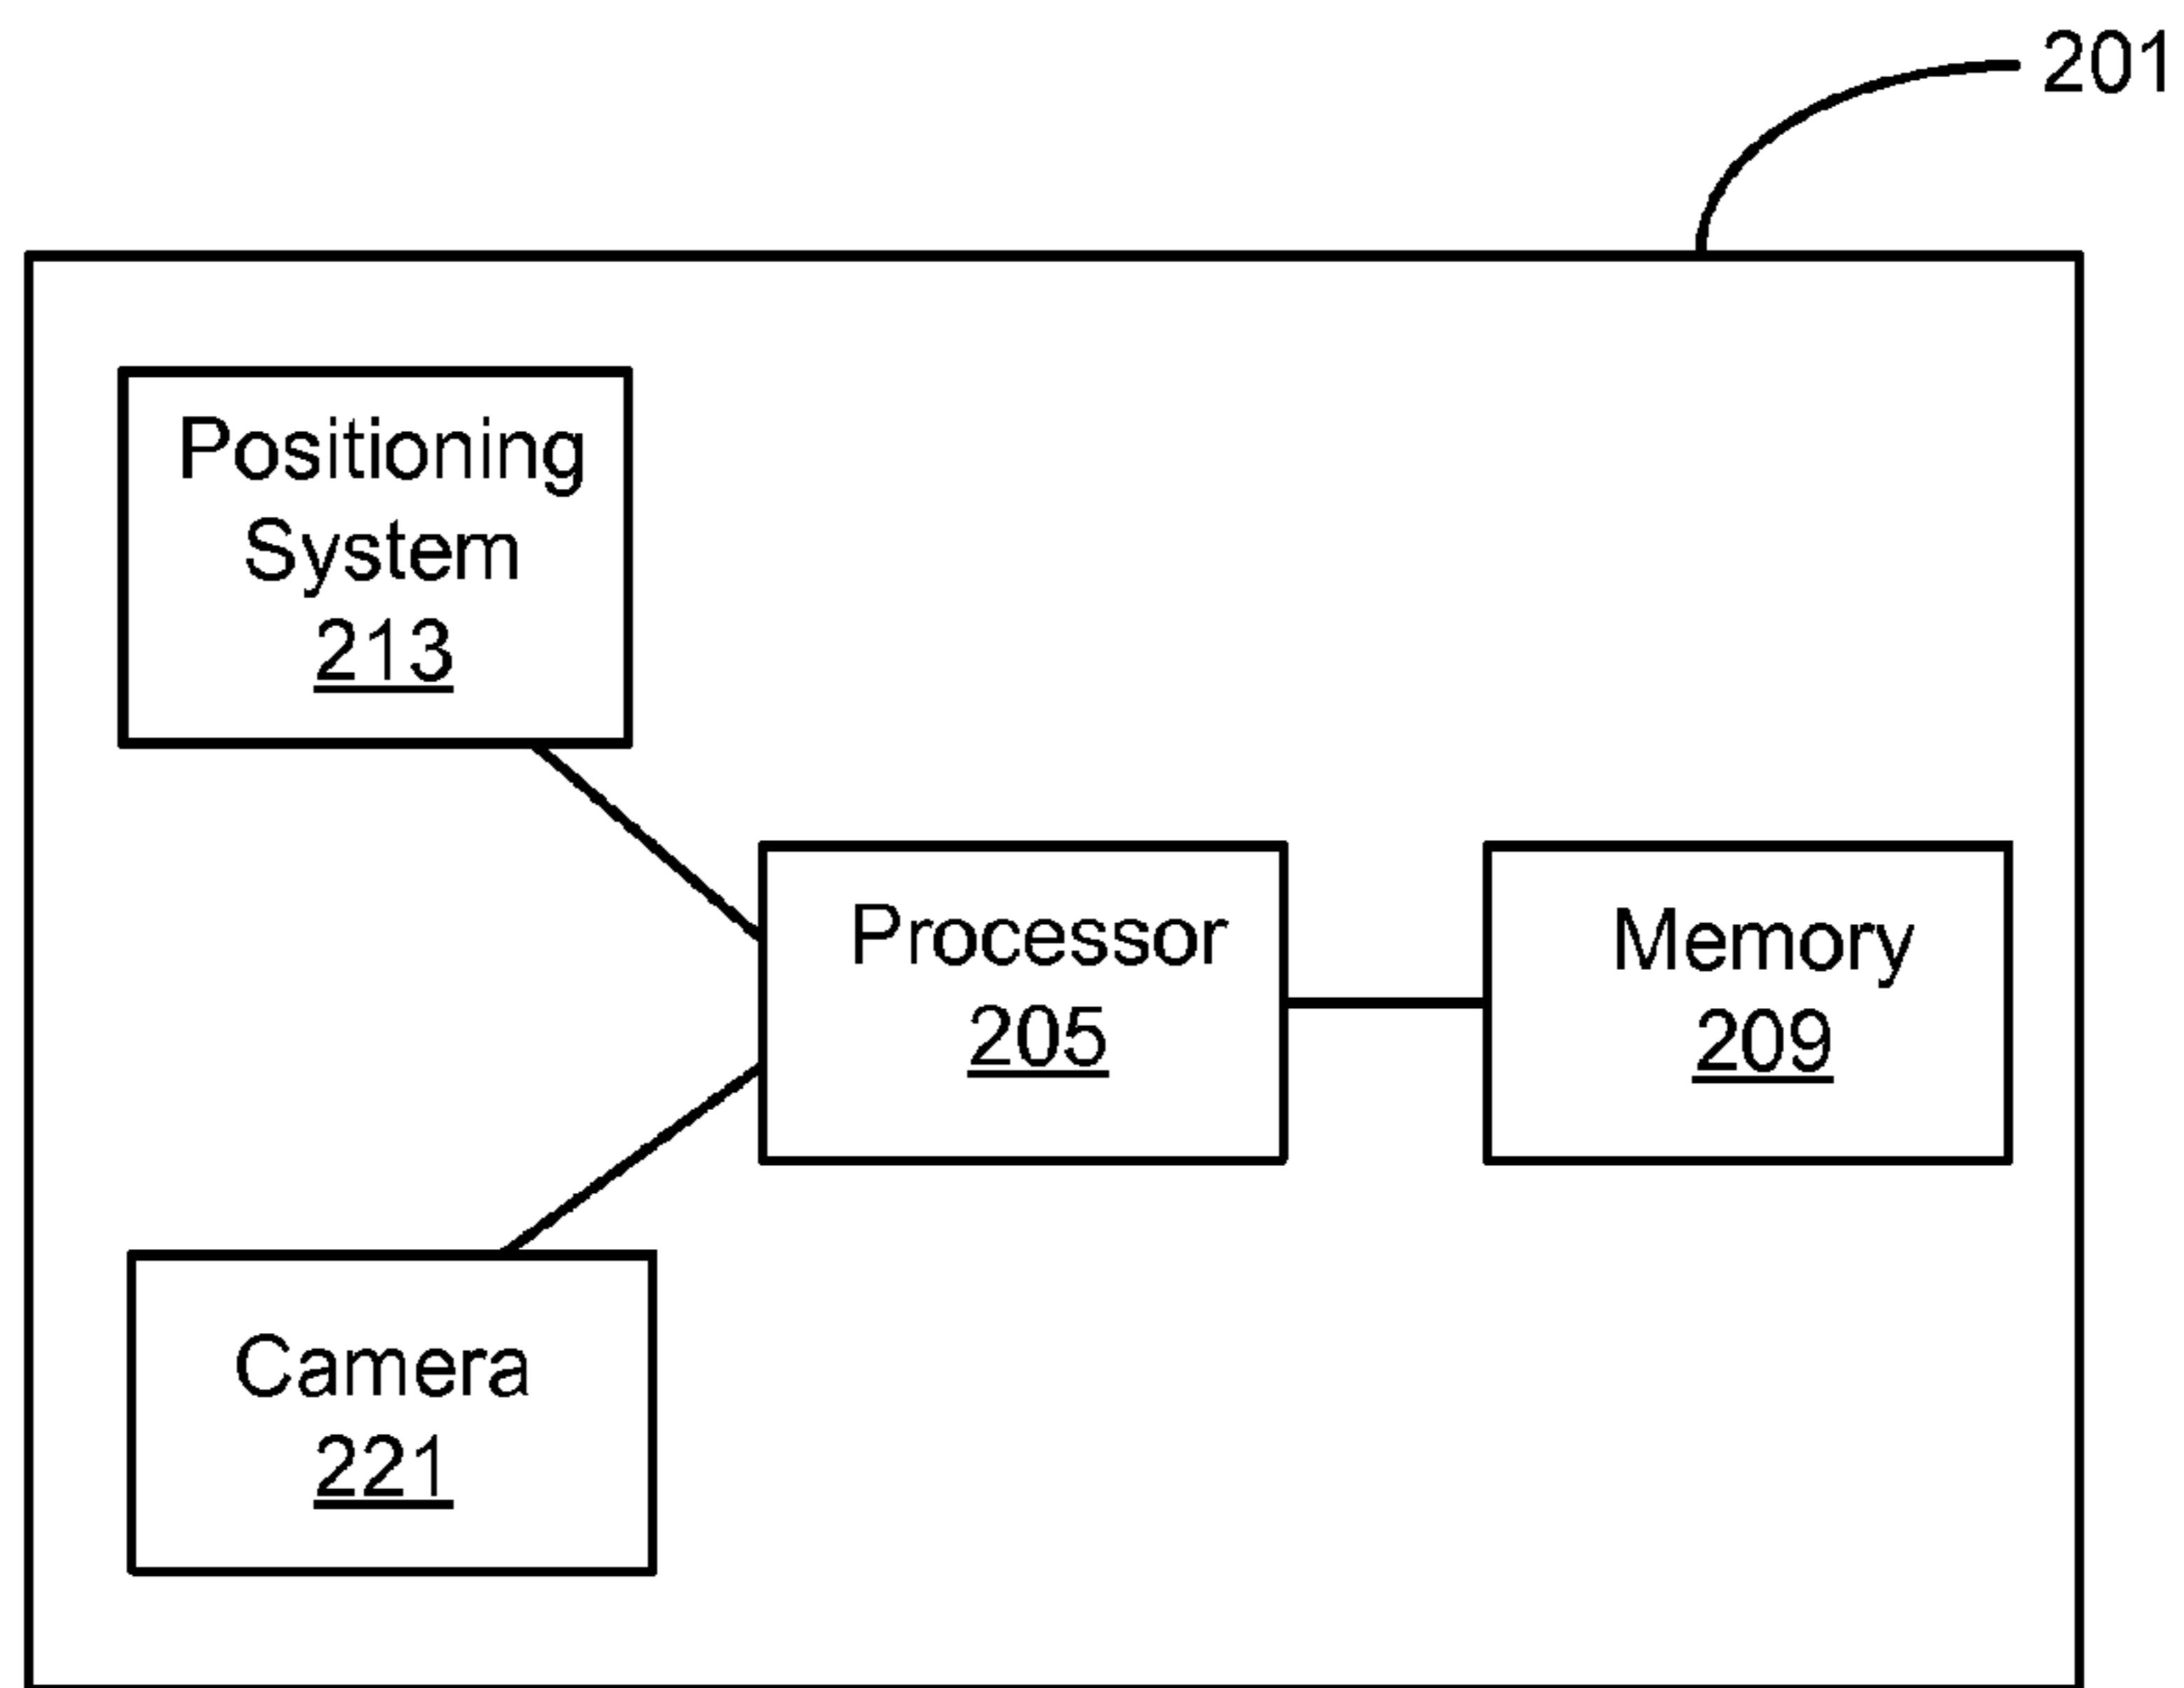 201
Positioning
System
213
Processor
205
Memory
209
Camera
221